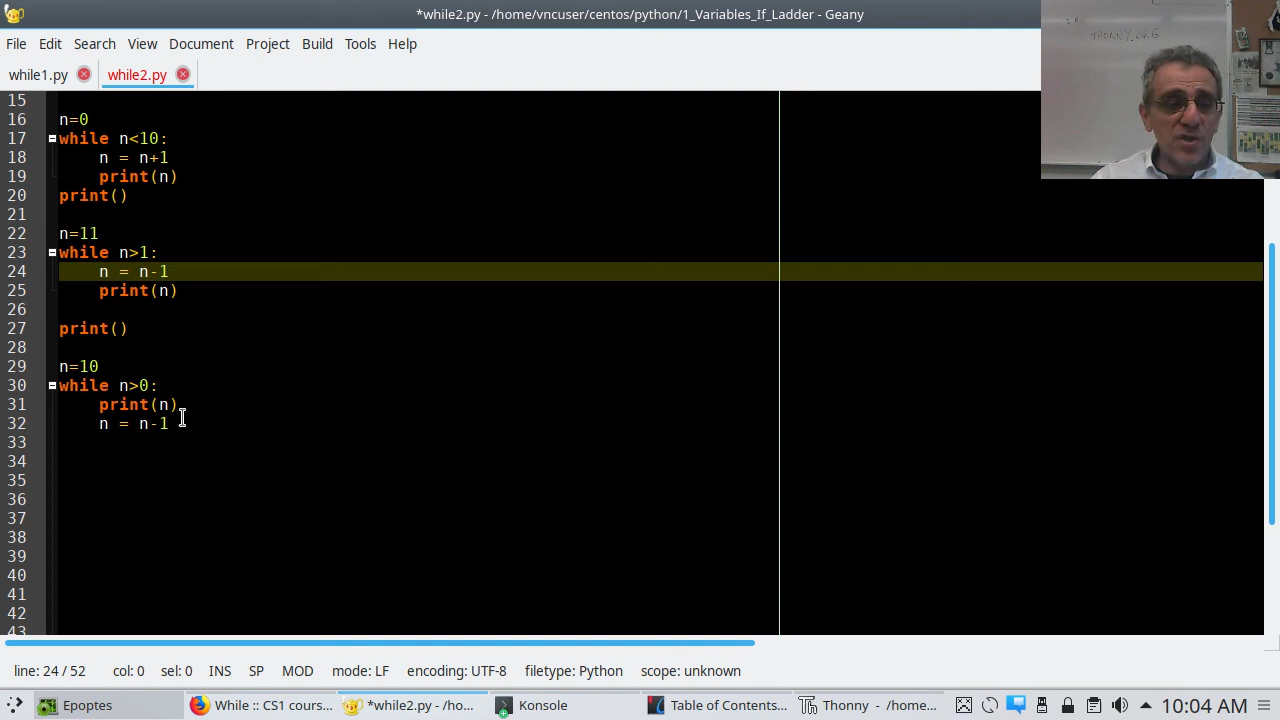 *while2.py - /home/vncuser/centos/python/1_Variables_If_Ladder - Geany
IF
THONNY.ORG
File Edit Search View Document Project Build Tools Help
while1.py while2.py
15
16 n=0
17 while n<10:
18 n = n+1
19 print(n)
20 print()
21
22 n=11
23 while n>1:
24 n = n-1
25 print(n)
26
27 print()
28
29 n=10
30 while n>0:
31 print(n)
32 n = n-1
33
34
35
36
37
38
39
40
41
42
43
line: 24 / 52 col: 0 sel: 0 INS SP MOD mode: LF encoding: UTF-8 filetype: Python scope: unknown
Epoptes While :: CS1 cours... *while2.py - /ho... Konsole Table of Contents... Thonny - /home... 10:04 AM